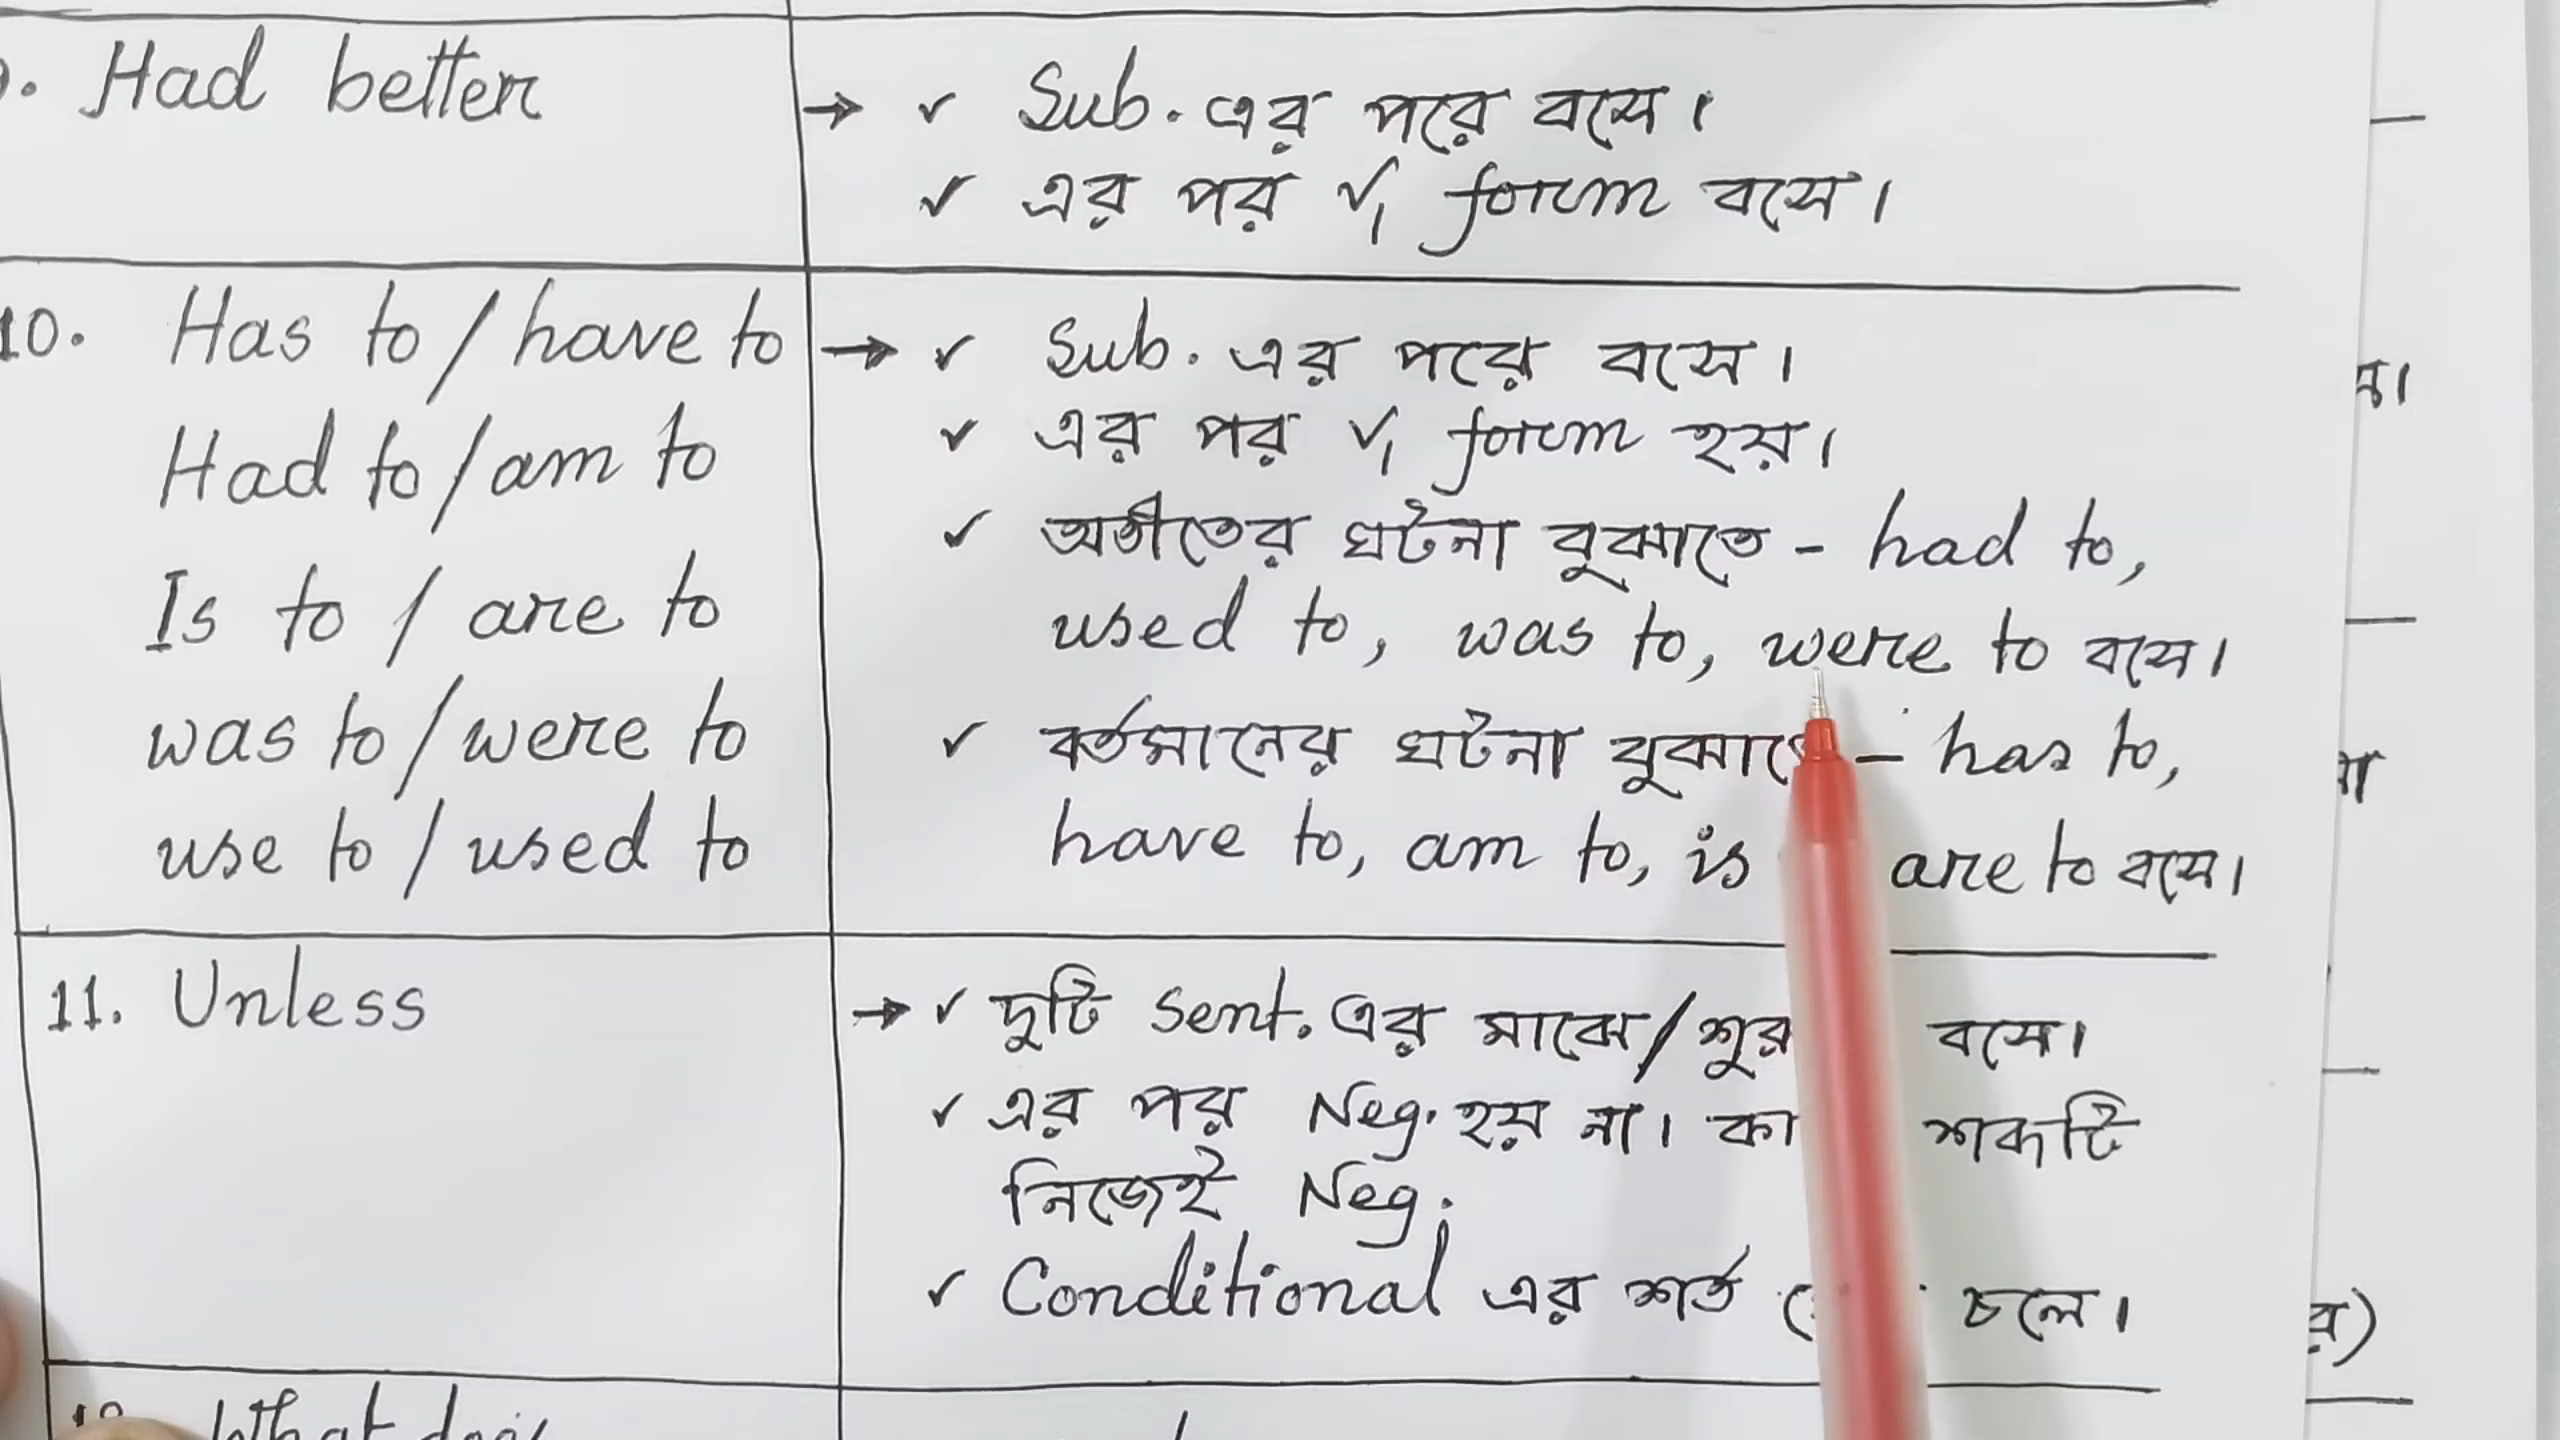 . Had better → ✓ Sub. এর পরে বসে।
✓ এর পর V1 form বসে।
10. Has to / have to → ✓ Sub. এর পরে বসে।
Had to / am to ✓ এর পর V1 form হয়।
Is to / are to ✓ অতীতের ঘটনা বুঝাতে - had to,
used to, was to, were to বসে।
was to / were to ✓ বর্তমানের ঘটনা - has to,
use to / used to have to, am to, is are to বসে।
11. Unless → ✓ দুটি Sent. এর মাঝে / বসে।
✓ এর পর Neg. হয় না। শব্দটি
নিজেই Neg.
✓ Conditional এর শর্ত চলে।
What